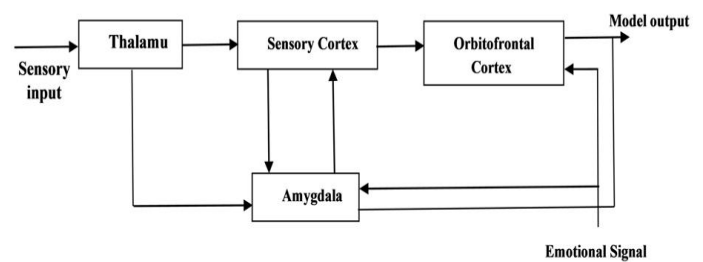 Model output
Thalamu
Sensory Cortex
Orbitofrontal
Cortex
Sensory
input
Amygdala
Emotional Signal